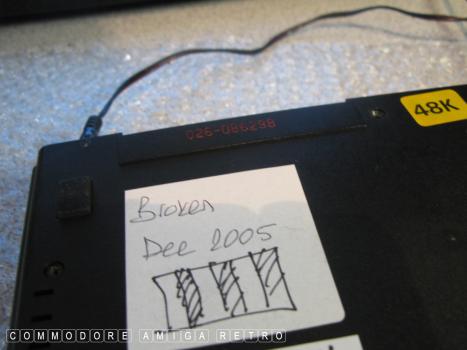 026-086298
48K
Broken
Dec 2005
COMMODORE AMIGA RETRO